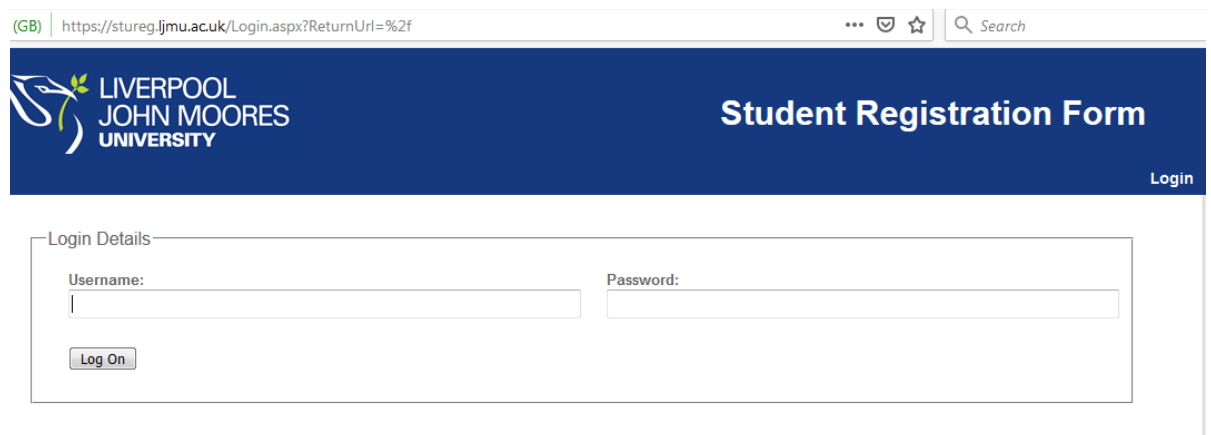 (GB) https://stureg.ljmu.ac.uk/Login.aspx?ReturnUrl=%2f ••• Search
LIVERPOOL
JOHN MOORES
UNIVERSITY
Student Registration Form
Login
Login Details
Username: Password:
Log On